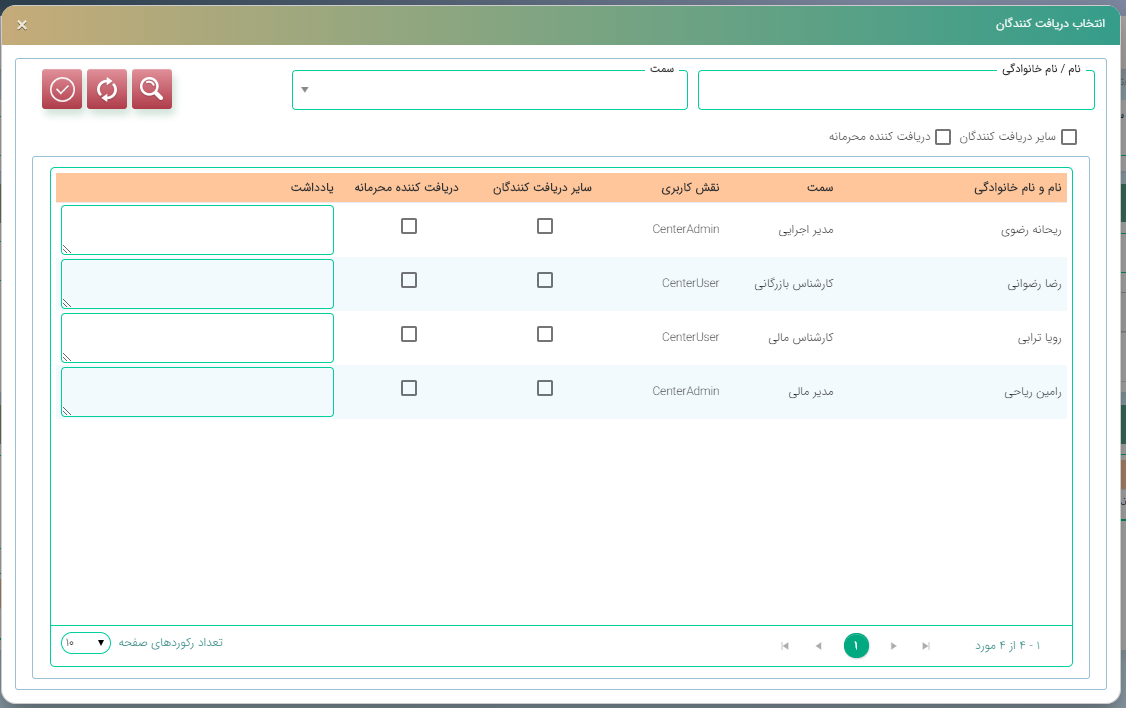 انتخاب دریافت کنندگان
×
نام / نام خانوادگی
سمت
سایر دریافت کنندگان دریافت کننده محرمانه
نام و نام خانوادگی سمت نقش کاربری سایر دریافت کنندگان دریافت کننده محرمانه یادداشت
ریحانه رضوی مدیر اجرایی CenterAdmin
رضا رضوانی کارشناس بازرگانی CenterUser
رویا ترابی کارشناس مالی CenterUser
رامین ریاحی مدیر مالی CenterAdmin
۱ - ۴ از ۴ مورد ۱ تعداد رکوردهای صفحه ۱۰